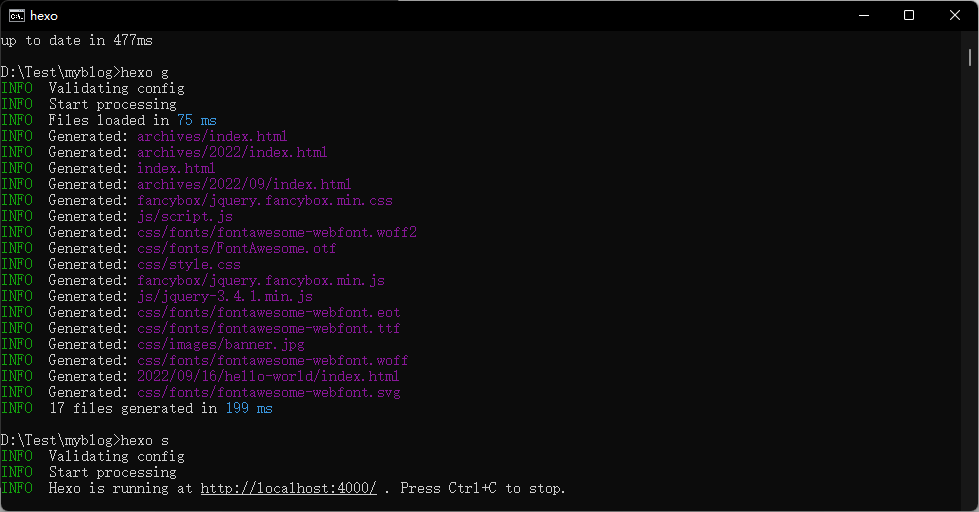 hexo
up to date in 477ms
D:\Test\myblog>hexo g
INFO  Validating config
INFO  Start processing
INFO  Files loaded in 75 ms
INFO  Generated: archives/index.html
INFO  Generated: archives/2022/index.html
INFO  Generated: index.html
INFO  Generated: archives/2022/09/index.html
INFO  Generated: fancybox/jquery.fancybox.min.css
INFO  Generated: js/script.js
INFO  Generated: css/fonts/fontawesome-webfont.woff2
INFO  Generated: css/fonts/FontAwesome.otf
INFO  Generated: css/style.css
INFO  Generated: fancybox/jquery.fancybox.min.js
INFO  Generated: js/jquery-3.4.1.min.js
INFO  Generated: css/fonts/fontawesome-webfont.eot
INFO  Generated: css/fonts/fontawesome-webfont.ttf
INFO  Generated: css/images/banner.jpg
INFO  Generated: css/fonts/fontawesome-webfont.woff
INFO  Generated: 2022/09/16/hello-world/index.html
INFO  Generated: css/fonts/fontawesome-webfont.svg
INFO  17 files generated in 199 ms
D:\Test\myblog>hexo s
INFO  Validating config
INFO  Start processing
INFO  Hexo is running at http://localhost:4000/ . Press Ctrl+C to stop.